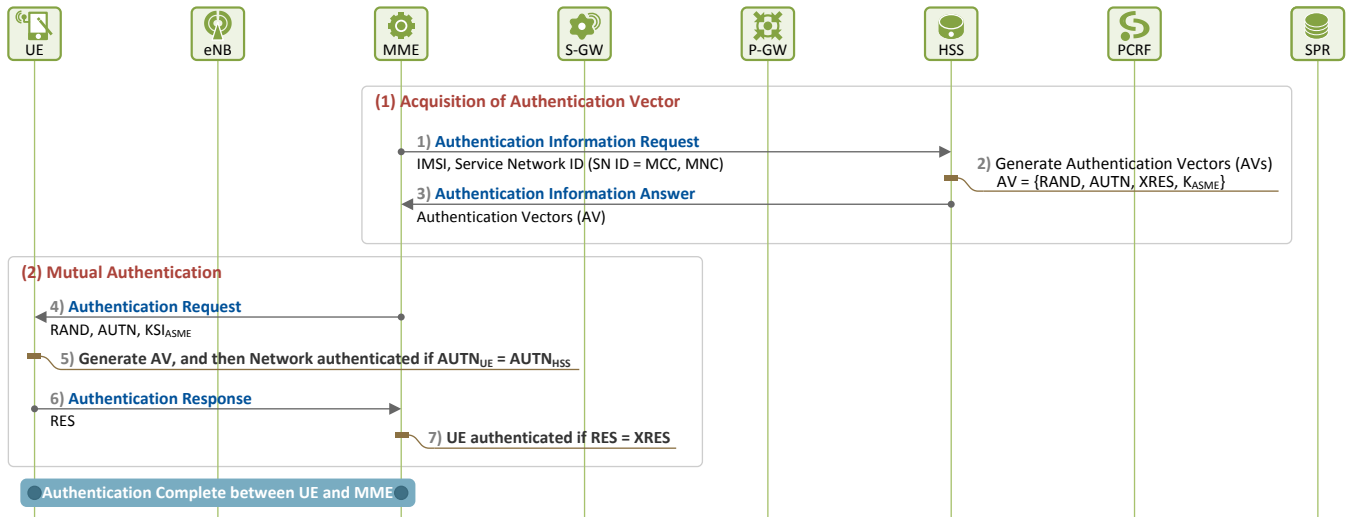 UE
eNB
MME
S-GW
P-GW
HSS
PCRF
SPR
(1) Acquisition of Authentication Vector
1) Authentication Information Request
IMSI, Service Network ID (SN ID = MCC, MNC)
2) Generate Authentication Vectors (AVs)
AV = {RAND, AUTN, XRES, KASME}
3) Authentication Information Answer
Authentication Vectors (AV)
(2) Mutual Authentication
4) Authentication Request
RAND, AUTN, KSIASME
5) Generate AV, and then Network authenticated if AUTNUE = AUTNHSS
6) Authentication Response
RES
7) UE authenticated if RES = XRES
Authentication Complete between UE and MME